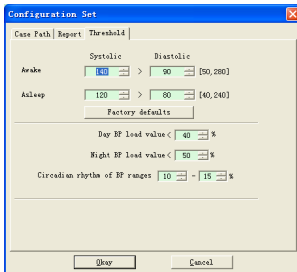 Configuration Set
Case Path Report Threshold
Systolic Diastolic
Awake 140 > 90 [50,280]
Asleep 120 > 80 [40,240]
Factory defaults
Day BP load value< 40 %
Night BP load value< 50 %
Circadian rhythm of BP ranges 10 - 15 %
Okay Cancel